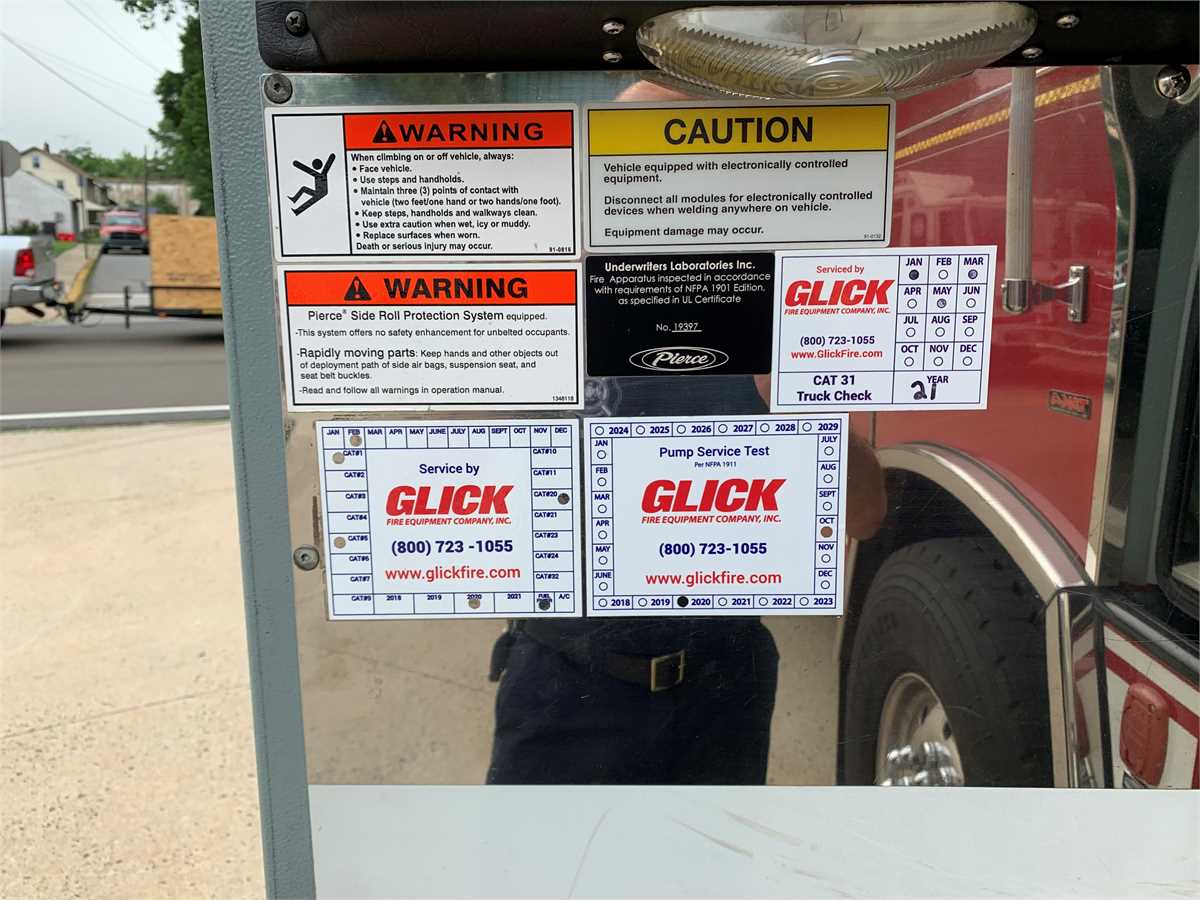 WARNING
When climbing on or off vehicle, always:
• Face vehicle.
• Use steps and handholds.
• Maintain three (3) points of contact with
vehicle (two feet/one hand or two hands/one foot).
• Keep steps, handholds and walkways clean.
• Use extra caution when wet, icy or muddy.
• Replace surfaces when worn.
Death or serious injury may occur.
91-0816
CAUTION
Vehicle equipped with electronically controlled
equipment.
Disconnect all modules for electronically controlled
devices when welding anywhere on vehicle.
Equipment damage may occur.
91-0132
WARNING
Pierce® Side Roll Protection System equipped.
-This system offers no safety enhancement for unbelted occupants.
-Rapidly moving parts: Keep hands and other objects out
of deployment path of side air bags, suspension seat, and
seat belt buckles.
-Read and follow all warnings in operation manual.
1348118
Underwriters Laboratories Inc.
Fire Apparatus inspected in accordance
with requirements of NFPA 1901 Edition,
as specified in UL Certificate
No. 19397
Pierce
Serviced by
GLICK
FIRE EQUIPMENT COMPANY, INC.
(800) 723-1055
www.GlickFire.com
CAT 31
Truck Check
JAN FEB MAR
APR MAY JUN
JUL AUG SEP
OCT NOV DEC
YEAR
21
JAN FEB MAR APR MAY JUNE JULY AUG SEPT OCT NOV DEC
CAT#1
CAT#2
CAT#3
CAT#4
CAT#5
CAT#6
CAT#7
CAT#9 2018 2019 2020 2021 FUEL A/C
Service by
GLICK
FIRE EQUIPMENT COMPANY, INC.
(800) 723 -1055
www.glickfire.com
CAT#10
CAT#11
CAT#20
CAT#21
CAT#23
CAT#24
CAT#32
2024 2025 2026 2027 2028 2029
JAN
FEB
MAR
APR
MAY
JUNE
Pump Service Test
Per NFPA 1911
GLICK
FIRE EQUIPMENT COMPANY, INC.
(800) 723-1055
www.glickfire.com
JULY
AUG
SEPT
OCT
NOV
DEC
2018 2019 2020 2021 2022 2023